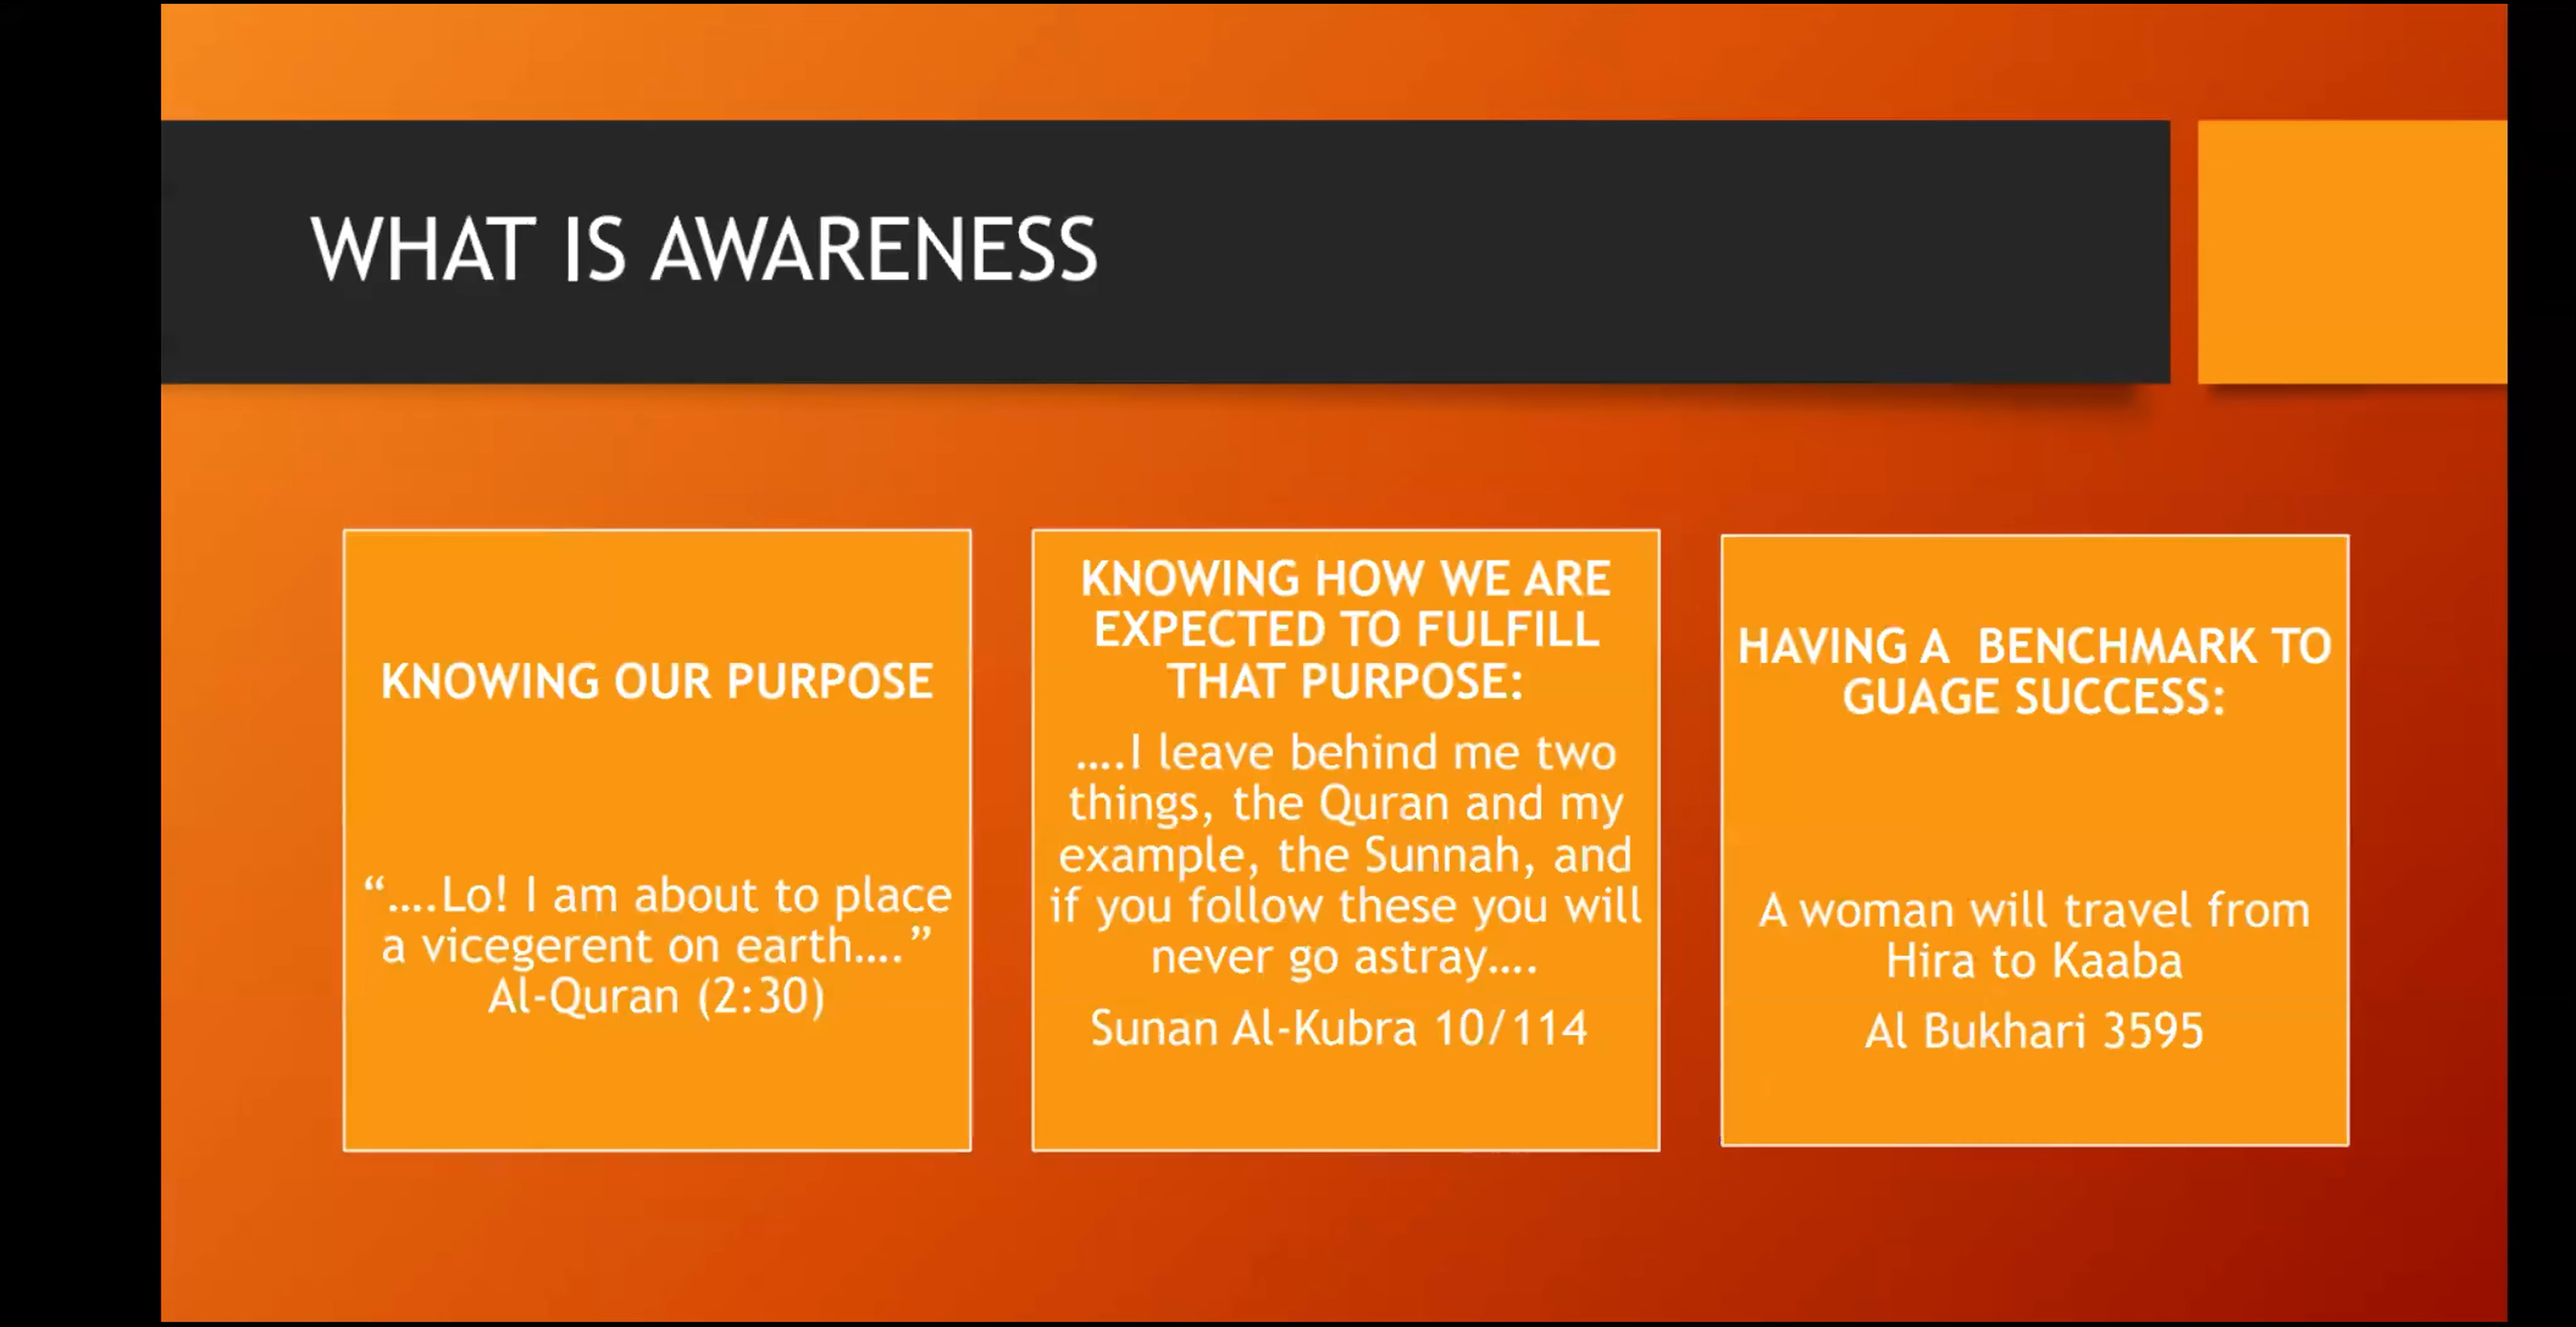 WHAT IS AWARENESS
KNOWING OUR PURPOSE
“....Lo! I am about to place
a vicegerent on earth....”
Al-Quran (2:30)
KNOWING HOW WE ARE
EXPECTED TO FULFILL
THAT PURPOSE:
....I leave behind me two
things, the Quran and my
example, the Sunnah, and
if you follow these you will
never go astray....
Sunan Al-Kubra 10/114
HAVING A  BENCHMARK TO
GUAGE SUCCESS:
A woman will travel from
Hira to Kaaba
Al Bukhari 3595